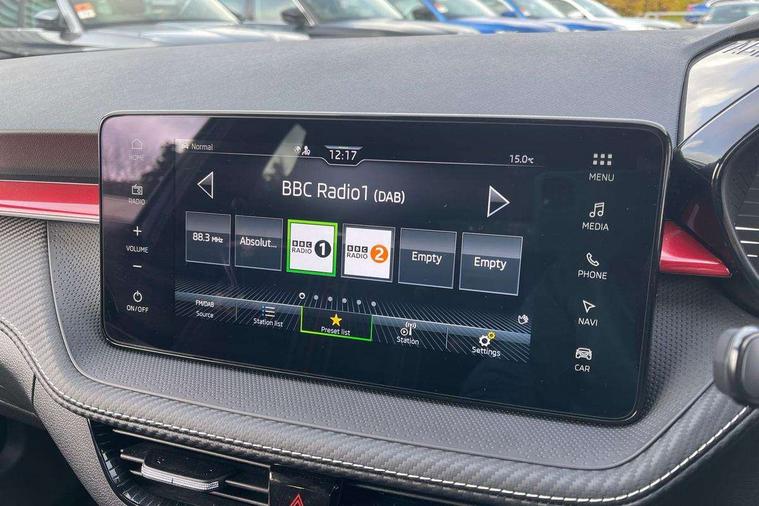 HOME
RADIO
+
VOLUME
-
ON/OFF
Normal
12:17
15.0°C
BBC Radio1 (DAB)
88.3 MHz
Absolut...
BBC RADIO 1
BBC RADIO 2
Empty
Empty
FM/DAB
Source
Station list
Preset list
Station
Settings
MENU
MEDIA
PHONE
NAVI
CAR